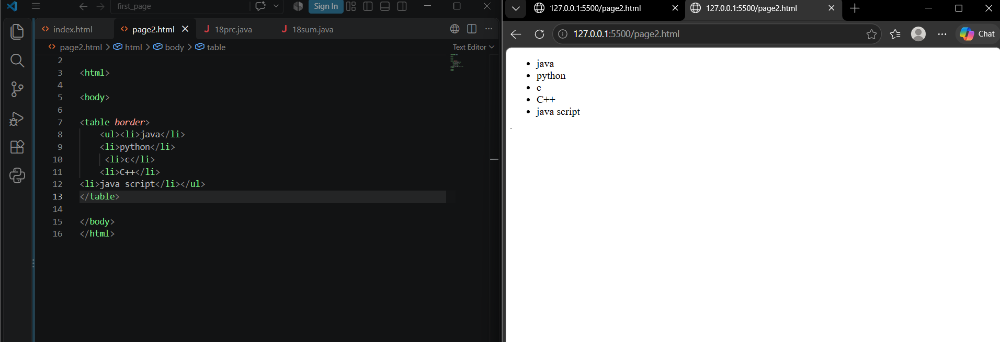 first_page
Sign In
index.html
page2.html
18prc.java
18sum.java
page2.html > html > body > table
Text Editor
2
3 <html>
4
5 <body>
6
7 <table border>
8 <ul><li>java</li>
9 <li>python</li>
10 <li>c</li>
11 <li>C++</li>
12 <li>java script</li></ul>
13 </table>
14
15 </body>
16 </html>
127.0.0.1:5500/page2.html
127.0.0.1:5500/page2.html
127.0.0.1:5500/page2.html
Chat
• java
• python
• c
• C++
• java script